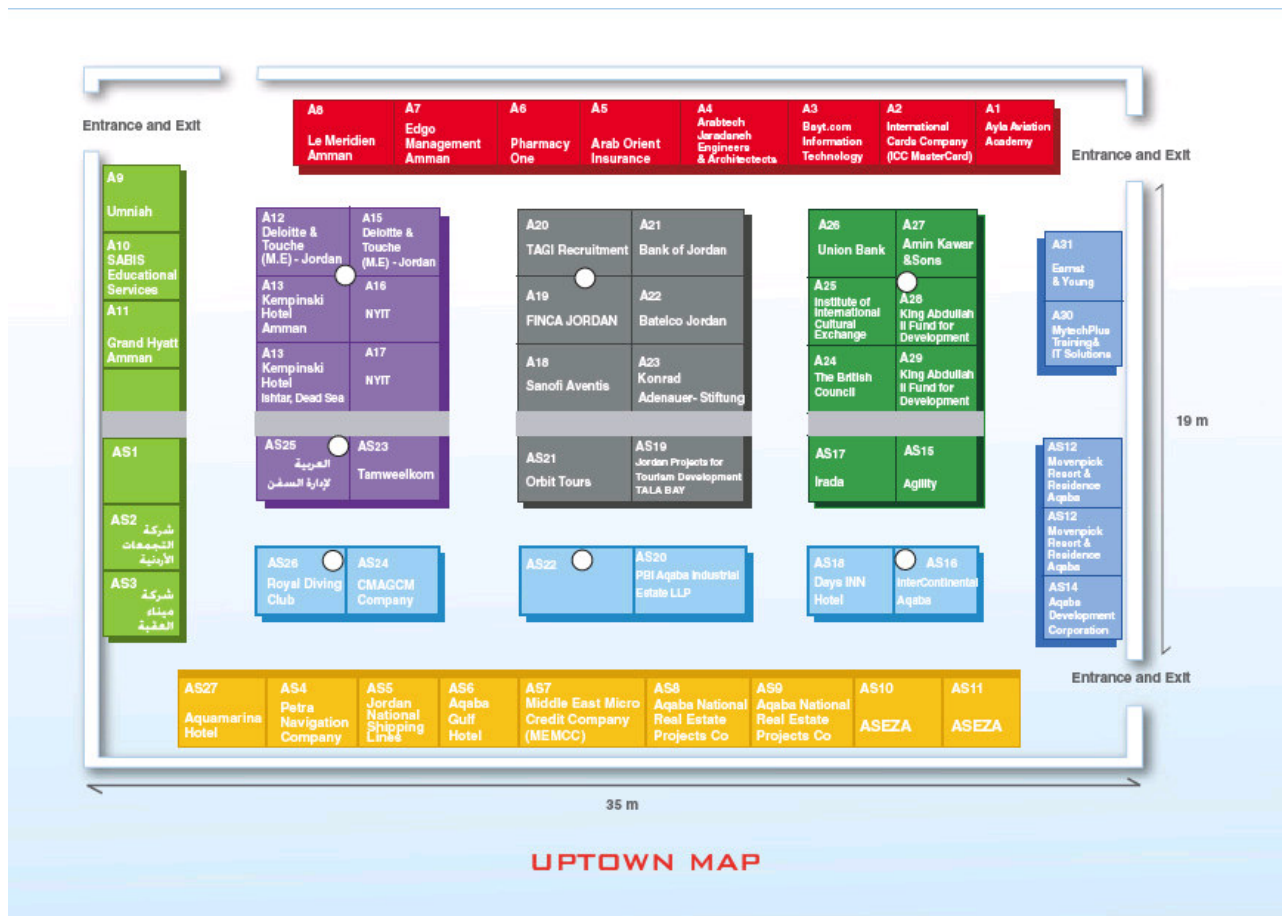 Entrance and Exit
A8
Le Meridien
Amman
A7
Edgo
Management
Amman
A6
Pharmacy
One
A5
Arab Orient
Insurance
A4
Arabtech
Jaradaneh
Engineers
& Architectects
A3
Bayt.com
Information
Technology
A2
International
Cards Company
(ICC MasterCard)
A1
Ayla Aviation
Academy
Entrance and Exit
A9
Umniah
A10
SABIS
Educational
Services
A11
Grand Hyatt
Amman
A12
Deloitte &
Touche
(M.E) - Jordan
A15
Deloitte &
Touche
(M.E) - Jordan
A13
Kempinski
Hotel
Amman
A16
NYIT
A13
Kempinski
Hotel
Ishtar, Dead Sea
A17
NYIT
A20
TAGI Recruitment
A21
Bank of Jordan
A19
FINCA JORDAN
A22
Batelco Jordan
A18
Sanofi Aventis
A23
Konrad
Adenauer- Stiftung
A26
Union Bank
A27
Amin Kawar
&Sons
A25
Institute of
International
Cultural
Exchange
A28
King Abdullah
II Fund for
Development
A24
The British
Council
A29
King Abdullah
II Fund for
Development
A31
Earnst
& Young
A30
MytechPlus
Training&
IT Solutions
19 m
AS1
AS2
شركة
التجمعات
الأردنية
AS3
شركة
ميناء
العقبة
AS25
العربية
لإدارة السفن
AS23
Tamweelkom
AS21
Orbit Tours
AS19
Jordan Projects for
Tourism Development
TALA BAY
AS17
Irada
AS15
Agility
AS12
Movenpick
Resort &
Residence
Aqaba
AS12
Movenpick
Resort &
Residence
Aqaba
AS14
Aqaba
Development
Corporation
AS26
Royal Diving
Club
AS24
CMAGCM
Company
AS22
AS20
PBI Aqaba Industrial
Estate LLP
AS18
Days INN
Hotel
AS16
InterContinental
Aqaba
Entrance and Exit
AS27
Aquamarina
Hotel
AS4
Petra
Navigation
Company
AS5
Jordan
National
Shipping
Lines
AS6
Aqaba
Gulf
Hotel
AS7
Middle East Micro
Credit Company
(MEMCC)
AS8
Aqaba National
Real Estate
Projects Co
AS9
Aqaba National
Real Estate
Projects Co
AS10
ASEZA
AS11
ASEZA
35 m
UPTOWN MAP